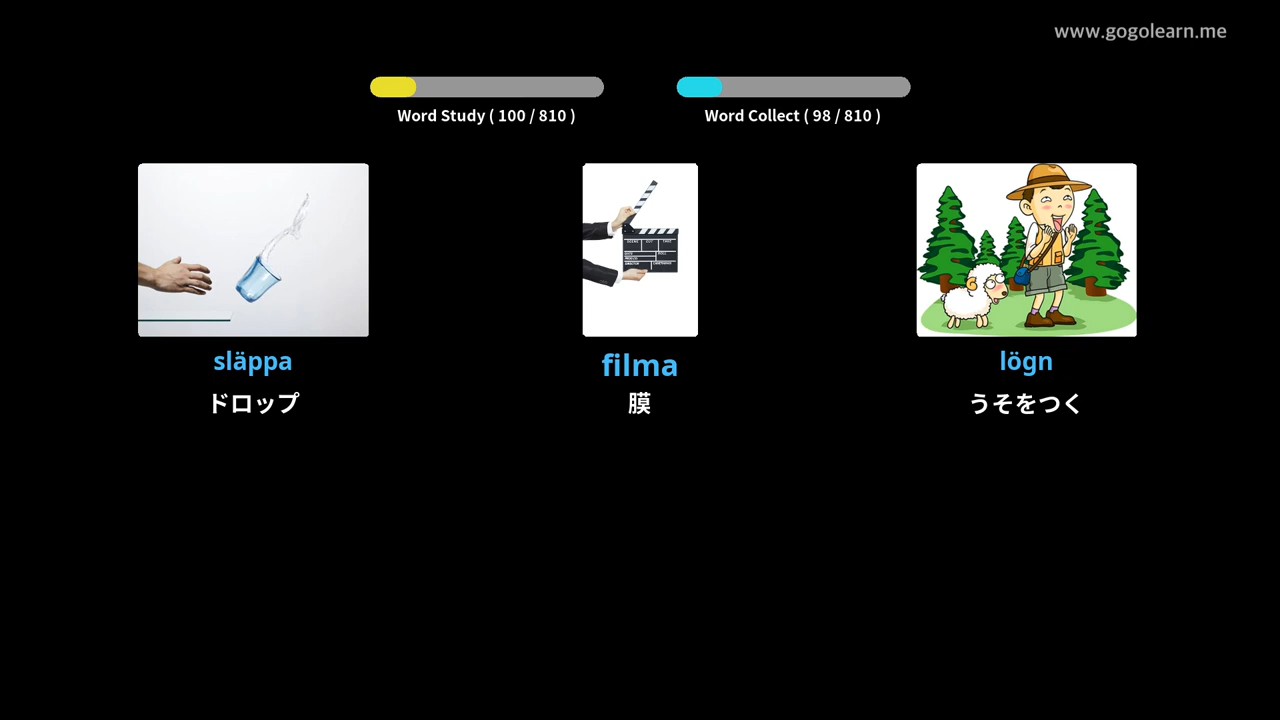 www.gogolearn.me
Word Study ( 100 / 810 )
Word Collect ( 98 / 810 )
släppa
filma
lögn
ドロップ
膜
うそをつく